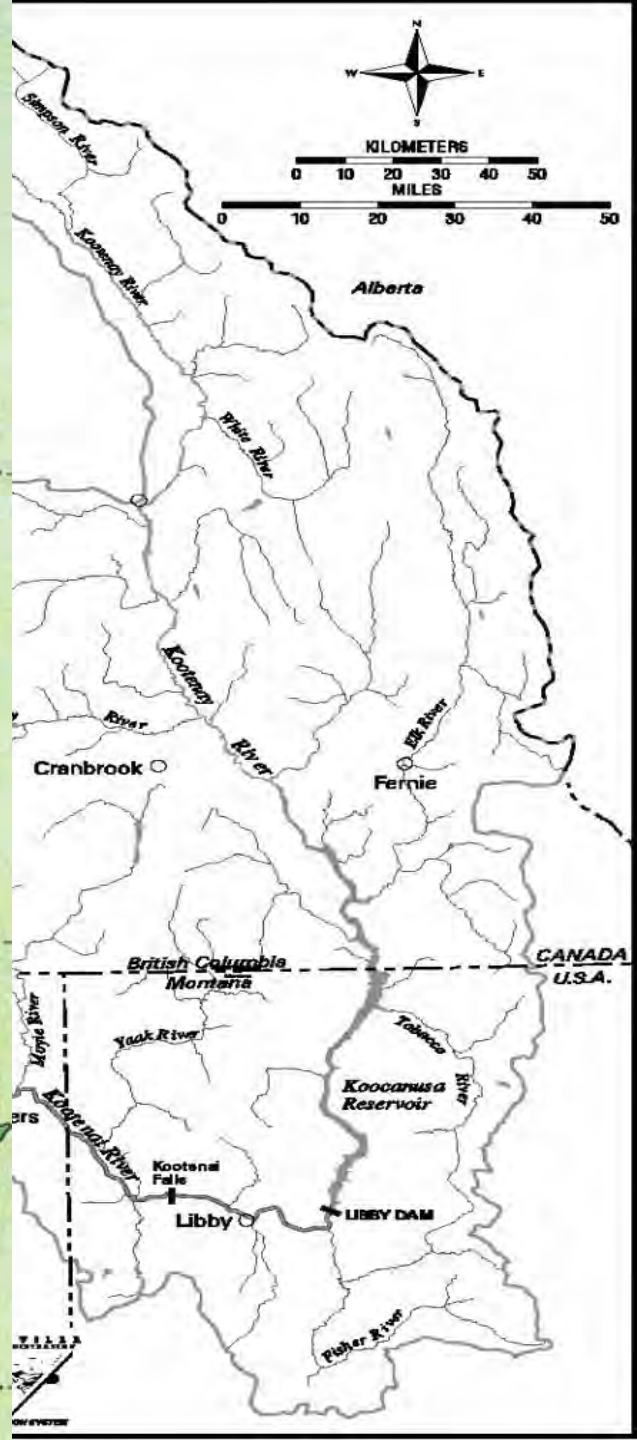 N
W E
S
KILOMETERS
0 10 20 30 40 50
MILES
0 10 20 30 40 50
Simpson River
Kootenay River
Alberta
White River
Kootenay
River
River
Elk River
Cranbrook
Fernie
British Columbia
Montana
CANADA
U.S.A.
Moyie River
Yaak River
Tobacco
River
Koocanusa
Reservoir
ers
Kootenai River
Kootenai
Falls
Libby
LIBBY DAM
Fisher River